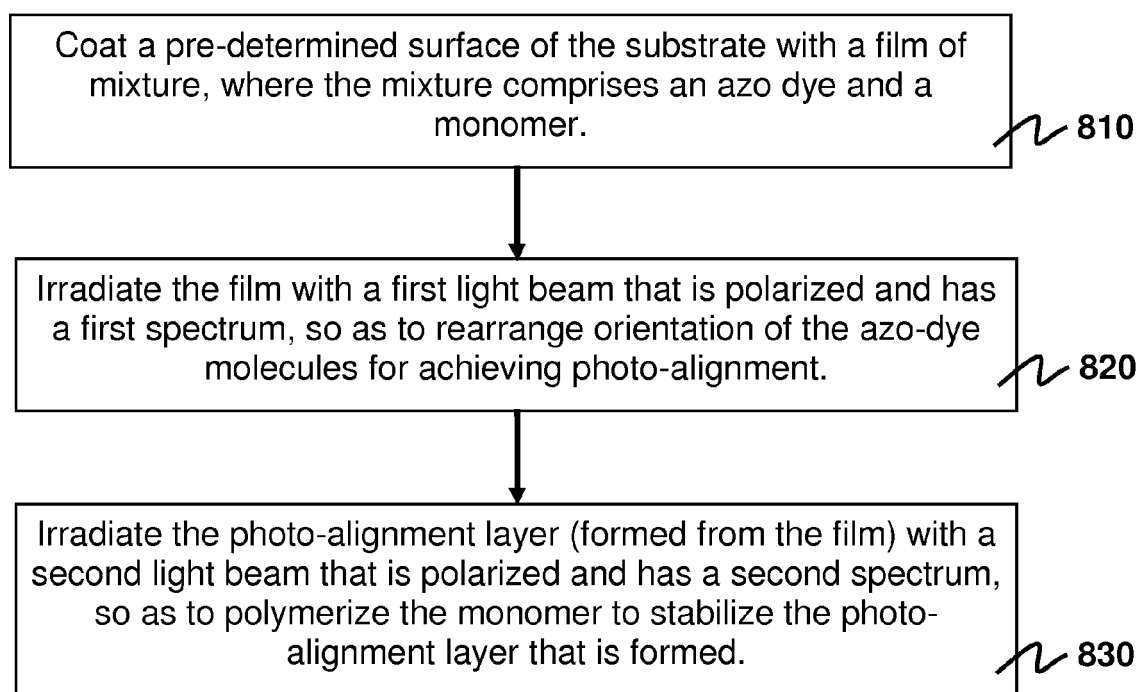 Coat a pre-determined surface of the substrate with a film of
mixture, where the mixture comprises an azo dye and a
monomer.
810
Irradiate the film with a first light beam that is polarized and has
a first spectrum, so as to rearrange orientation of the azo-dye
molecules for achieving photo-alignment.
820
Irradiate the photo-alignment layer (formed from the film) with a
second light beam that is polarized and has a second spectrum,
so as to polymerize the monomer to stabilize the photo-
alignment layer that is formed.
830